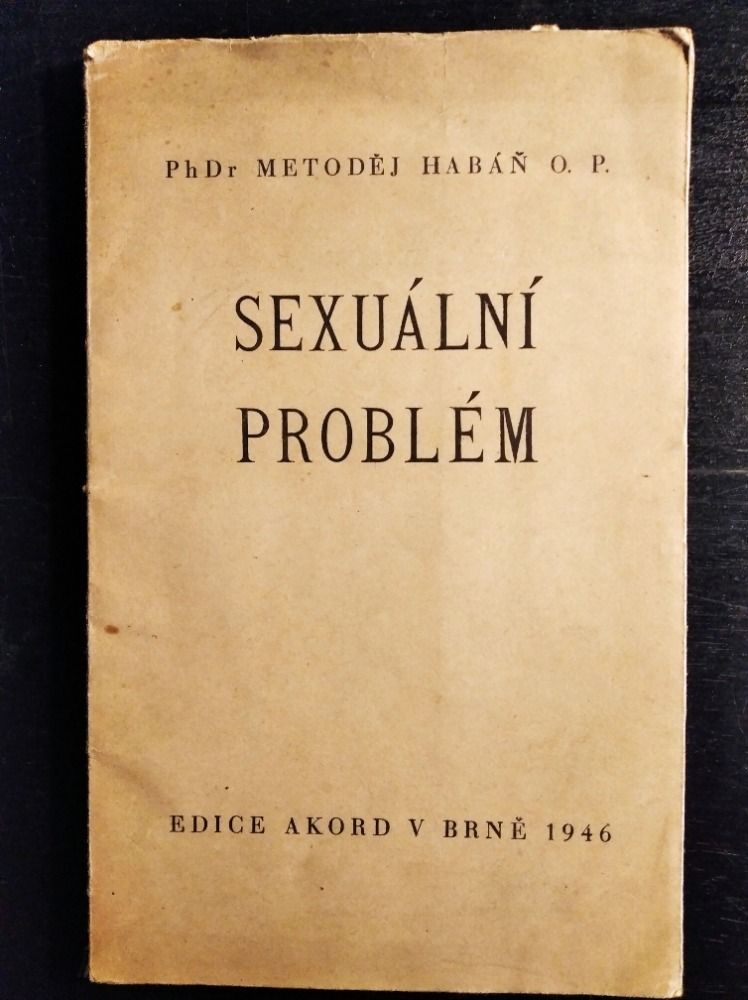 PhDr METODĚJ HABÁŇ O. P.
SEXUÁLNÍ
PROBLÉM
EDICE AKORD V BRNĚ 1946